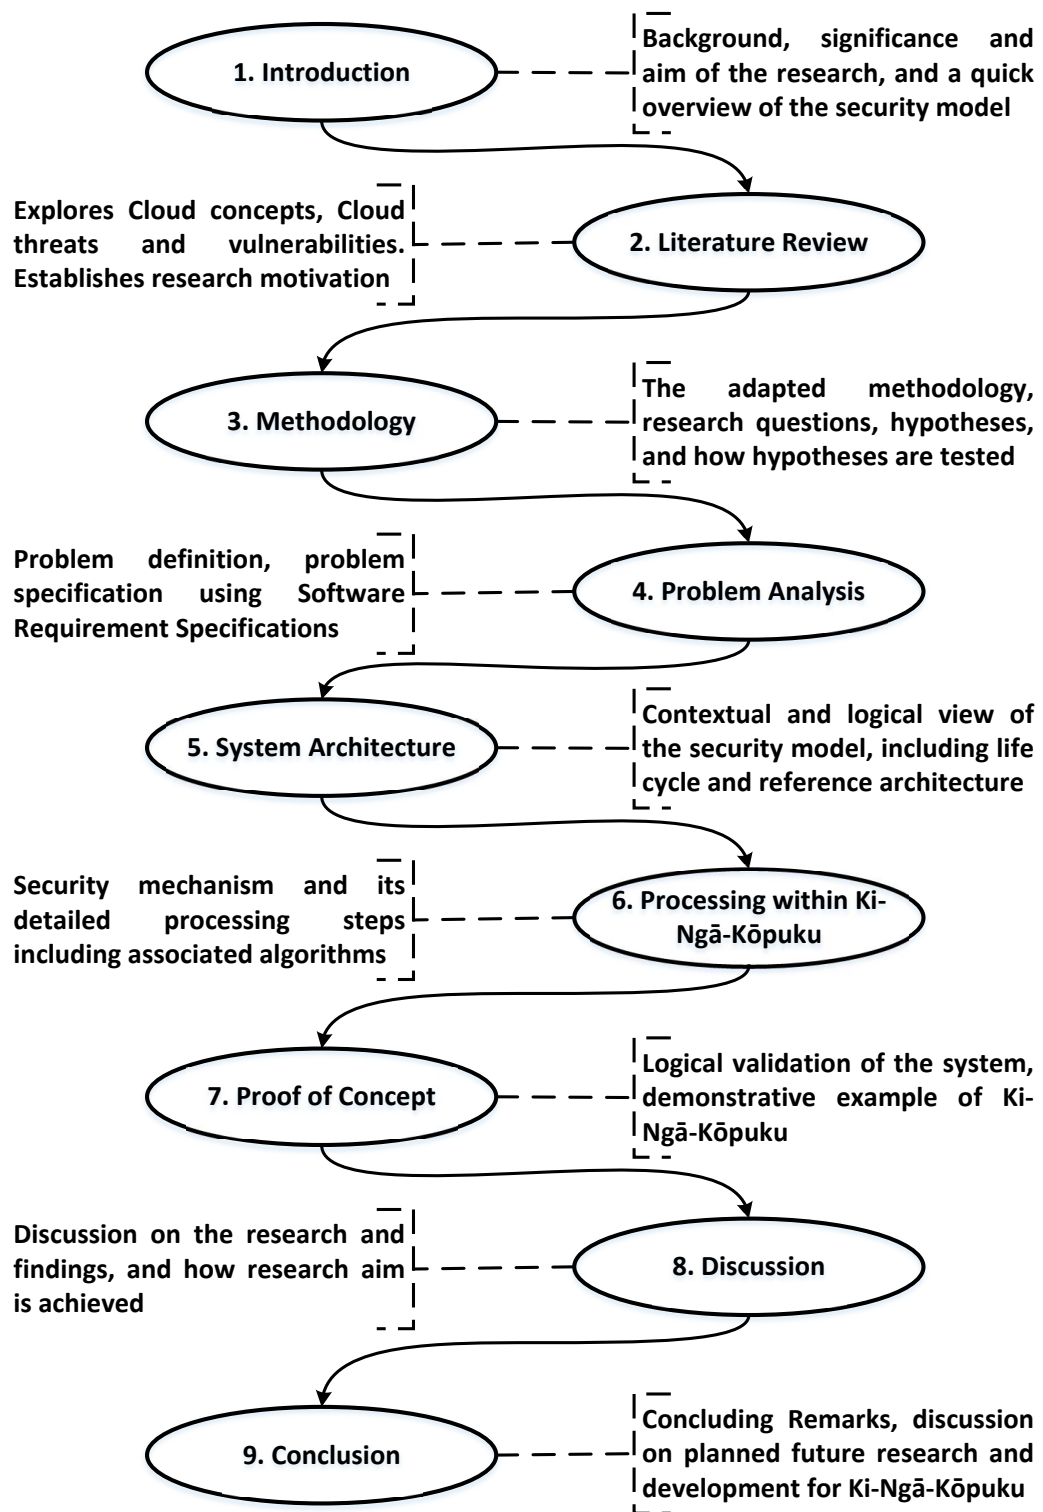 1. Introduction
Background, significance and
aim of the research, and a quick
overview of the security model
Explores Cloud concepts, Cloud
threats and vulnerabilities.
Establishes research motivation
2. Literature Review
3. Methodology
The adapted methodology,
research questions, hypotheses,
and how hypotheses are tested
Problem definition, problem
specification using Software
Requirement Specifications
4. Problem Analysis
5. System Architecture
Contextual and logical view of
the security model, including life
cycle and reference architecture
Security mechanism and its
detailed processing steps
including associated algorithms
6. Processing within Ki-
Ngā-Kōpuku
7. Proof of Concept
Logical validation of the system,
demonstrative example of Ki-
Ngā-Kōpuku
Discussion on the research and
findings, and how research aim
is achieved
8. Discussion
9. Conclusion
Concluding Remarks, discussion
on planned future research and
development for Ki-Ngā-Kōpuku